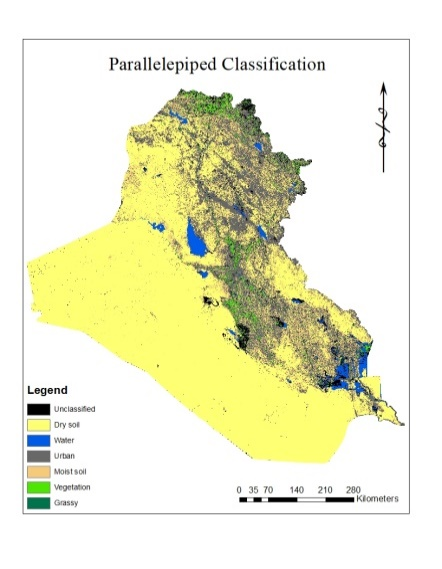 Parallelepiped Classification
Legend
Unclassified
Dry soil
Water
Urban
Moist soil
Vegetation
Grassy
0 35 70 140 210 280
Kilometers